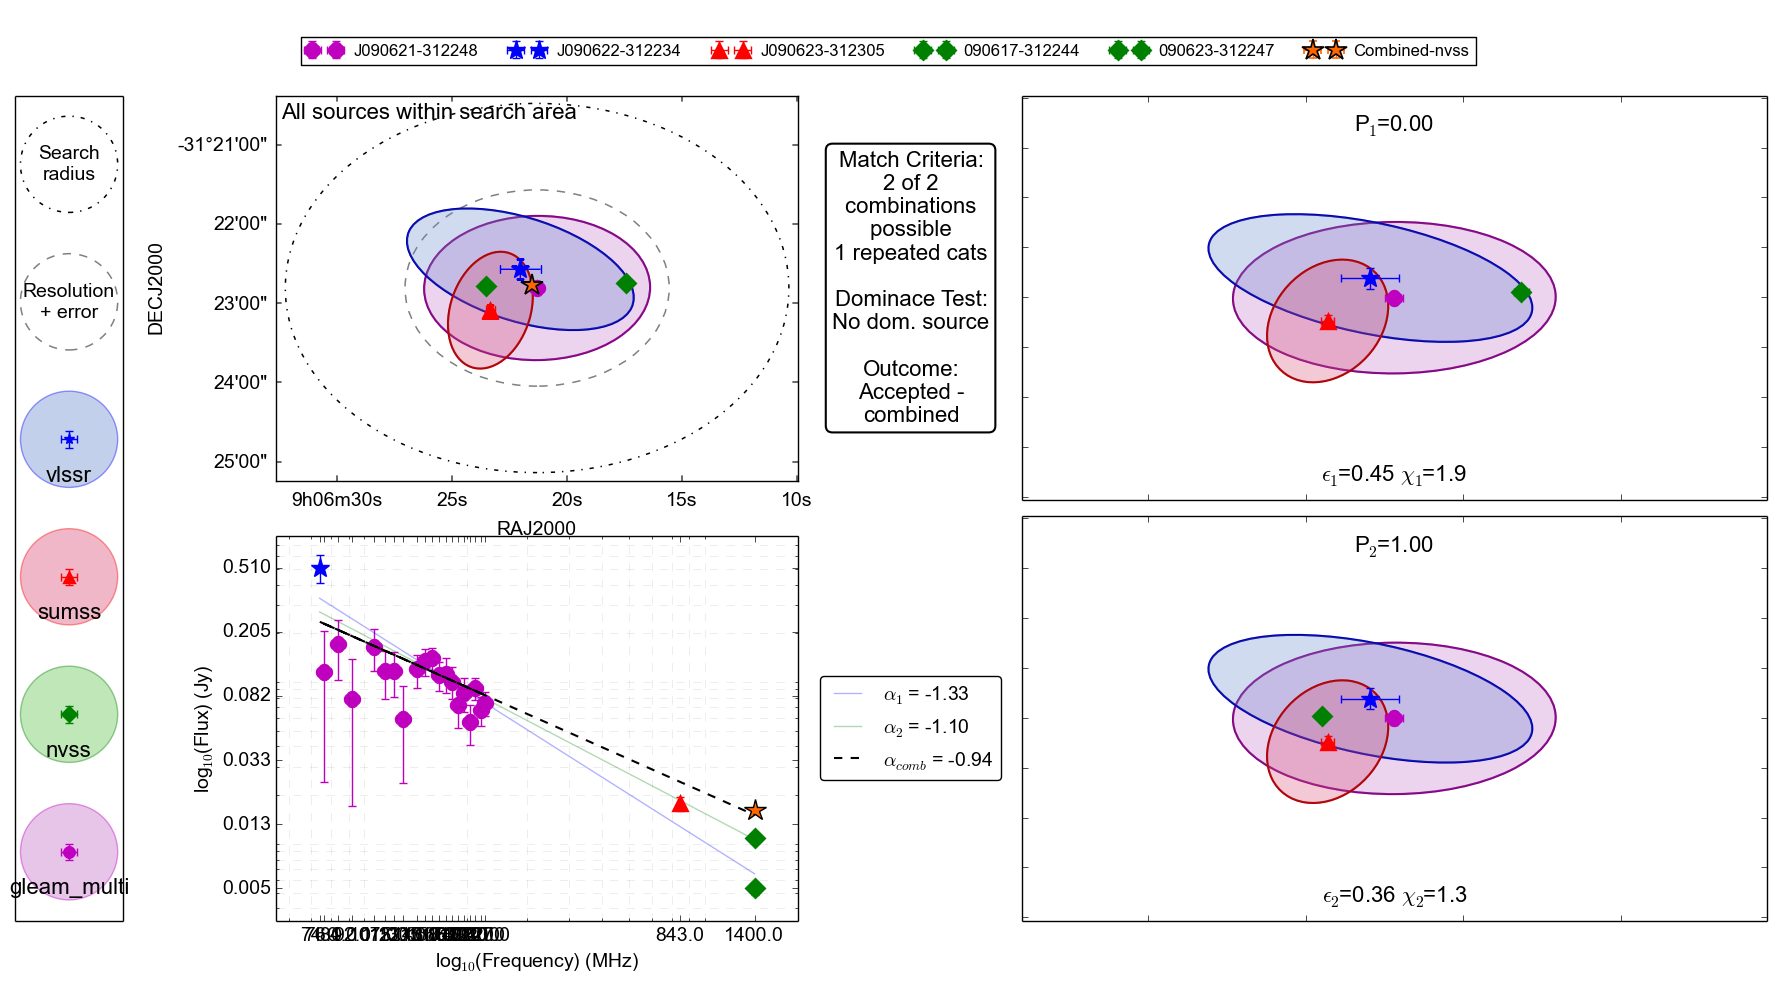 J090621-312248 J090622-312234 J090623-312305 090617-312244 090623-312247 Combined-nvss
Search
radius
Resolution
+ error
vlssr
sumss
nvss
gleam_multi
All sources within search area
DECJ2000
-31°21'00"
22'00"
23'00"
24'00"
25'00"
9h06m30s 25s 20s 15s 10s
RAJ2000
Match Criteria:
2 of 2
combinations
possible
1 repeated cats
Dominace Test:
No dom. source
Outcome:
Accepted -
combined
P1=0.00
ϵ1=0.45 χ1=1.9
log10(Flux) (Jy)
0.510
0.205
0.082
0.033
0.013
0.005
843.0 1400.0
log10(Frequency) (MHz)
α1 = -1.33
α2 = -1.10
αcomb = -0.94
P2=1.00
ϵ2=0.36 χ2=1.3